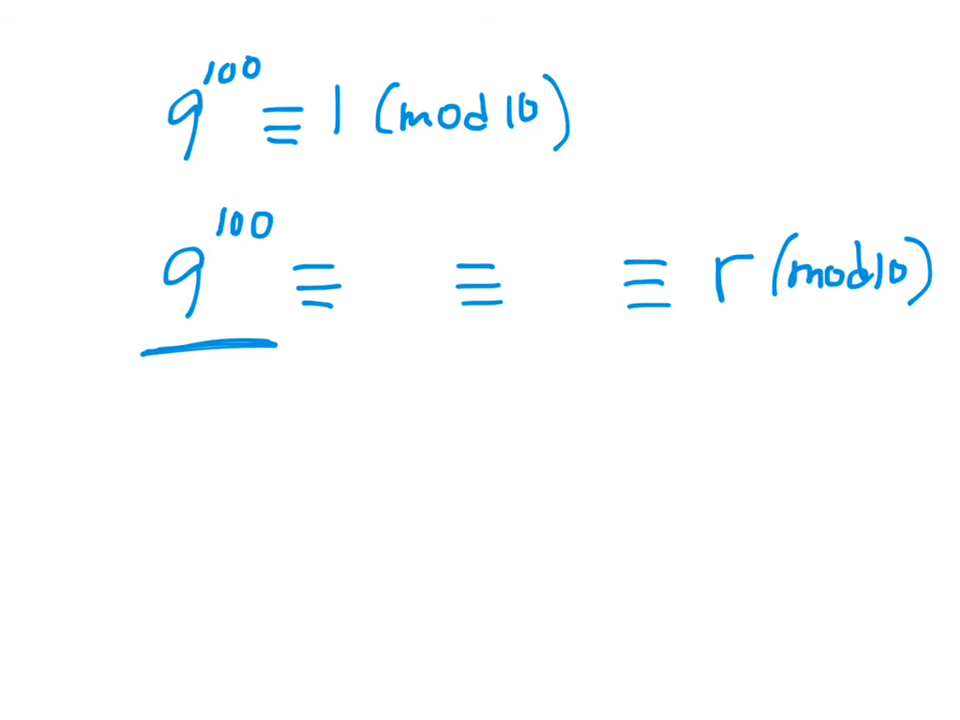 9^100 ≡ 1 (mod 10)
9^100 ≡ ≡ ≡ r (mod 10)